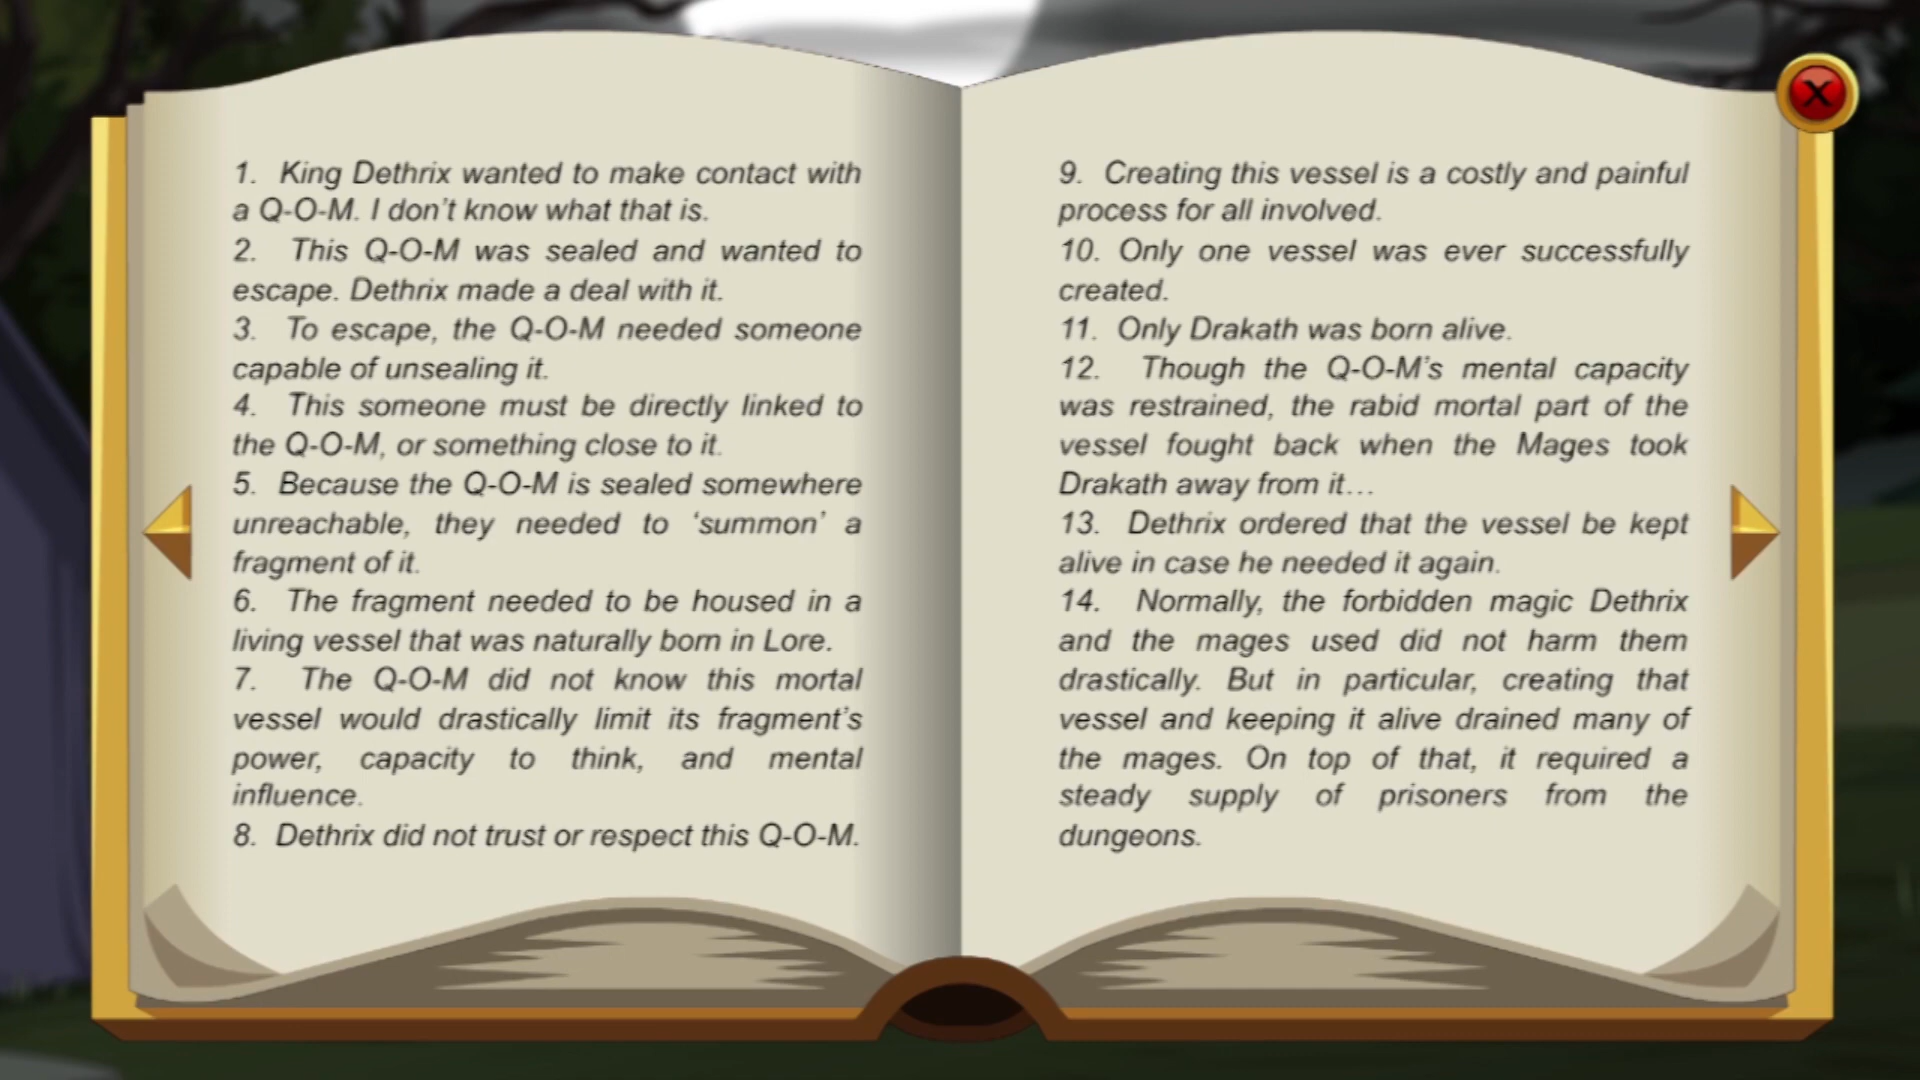 1. King Dethrix wanted to make contact with
a Q-O-M. I don't know what that is.
2. This Q-O-M was sealed and wanted to
escape. Dethrix made a deal with it.
3. To escape, the Q-O-M needed someone
capable of unsealing it.
4. This someone must be directly linked to
the Q-O-M, or something close to it.
5. Because the Q-O-M is sealed somewhere
unreachable, they needed to ‘summon’ a
fragment of it.
6. The fragment needed to be housed in a
living vessel that was naturally born in Lore.
7. The Q-O-M did not know this mortal
vessel would drastically limit its fragment's
power, capacity to think, and mental
influence.
8. Dethrix did not trust or respect this Q-O-M.
9. Creating this vessel is a costly and painful
process for all involved.
10. Only one vessel was ever successfully
created.
11. Only Drakath was born alive.
12. Though the Q-O-M's mental capacity
was restrained, the rabid mortal part of the
vessel fought back when the Mages took
Drakath away from it…
13. Dethrix ordered that the vessel be kept
alive in case he needed it again.
14. Normally, the forbidden magic Dethrix
and the mages used did not harm them
drastically. But in particular, creating that
vessel and keeping it alive drained many of
the mages. On top of that, it required a
steady supply of prisoners from the
dungeons.
X